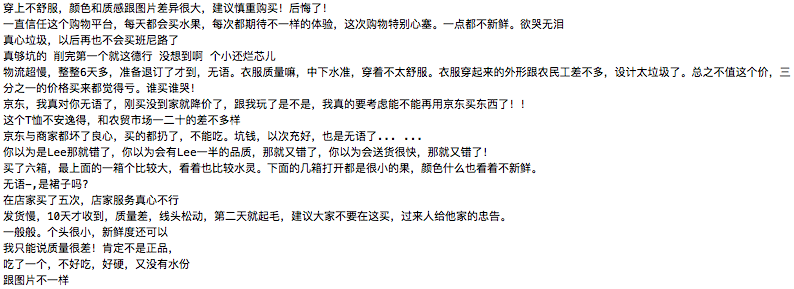 穿上不舒服，颜色和质感跟图片差异很大，建议慎重购买！后悔了！
一直信任这个购物平台，每天都会买水果，每次都期待不一样的体验，这次购物特别心塞。一点都不新鲜。欲哭无泪
真心垃圾，以后再也不会买班尼路了
真够坑的 削完第一个就这德行 没想到啊 个小还烂芯儿
物流超慢，整整6天多，准备退订了才到，无语。衣服质量嘛，中下水准，穿着不太舒服。衣服穿起来的外形跟农民工差不多，设计太垃圾了。总之不值这个价，三
分之一的价格买来都觉得亏。谁买谁哭！
京东，我真对你无语了，刚买没到家就降价了，跟我玩了是不是，我真的要考虑能不能再用京东买东西了！！
这个T恤不安逸得，和农贸市场一二十的差不多样
京东与商家都坏了良心，买的都扔了，不能吃。坑钱，以次充好，也是无语了... ...
你以为是Lee那就错了，你以为会有Lee一半的品质，那就又错了，你以为会送货很快，那就又错了！
买了六箱，最上面的一箱个比较大，看着也比较水灵。下面的几箱打开都是很小的果，颜色什么也看着不新鲜。
无语~,是裙子吗?
在店家买了五次，店家服务真心不行
发货慢，10天才收到，质量差，线头松动，第二天就起毛，建议大家不要在这买，过来人给他家的忠告。
一般般。个头很小，新鲜度还可以
我只能说质量很差！肯定不是正品，
吃了一个，不好吃，好硬，又没有水份
跟图片不一样